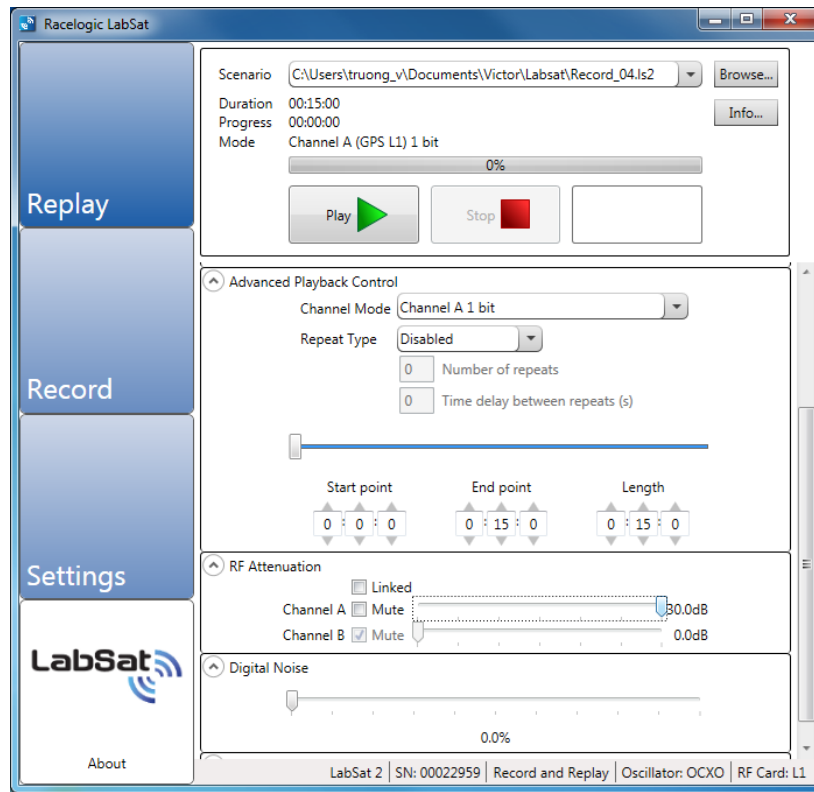 Racelogic LabSat
Scenario C:\Users\truong_v\Documents\Victor\Labsat\Record_04.ls2 Browse...
Duration 00:15:00
Progress 00:00:00 Info...
Mode Channel A (GPS L1) 1 bit
0%
Replay
Play Stop
Advanced Playback Control
Channel Mode Channel A 1 bit
Repeat Type Disabled
0 Number of repeats
Record
0 Time delay between repeats (s)
Start point End point Length
0 : 0 : 0 0 : 15 : 0 0 : 15 : 0
Settings
RF Attenuation
Linked
Channel A Mute 30.0dB
Channel B Mute 0.0dB
LabSat
Digital Noise
0.0%
About
LabSat 2 SN: 00022959 Record and Replay Oscillator: OCXO RF Card: L1